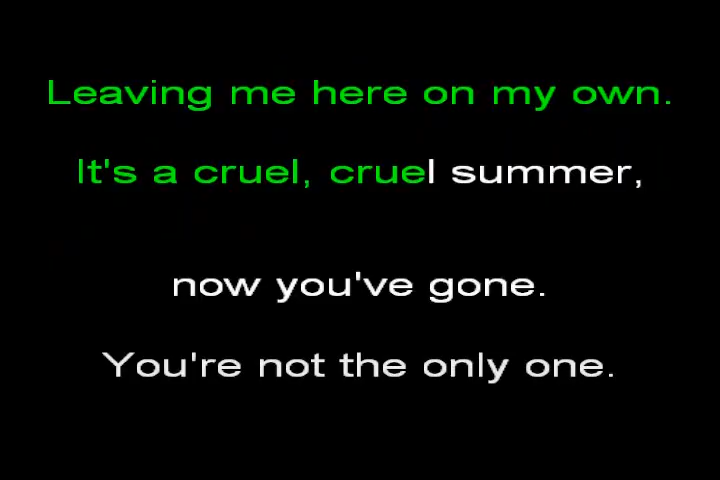 Leaving me here on my own.
It's a cruel, cruel summer,
now you've gone.
You're not the only one.